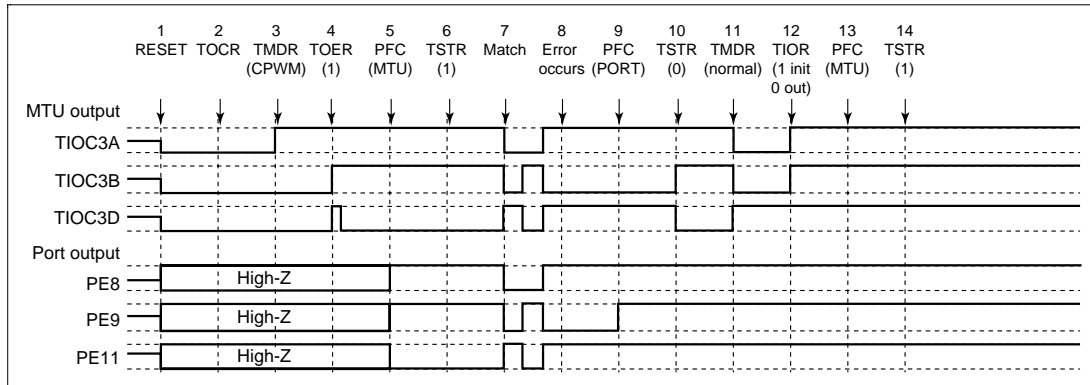 1 2 3 4 5 6 7 8 9 10 11 12 13 14
RESET TOCR TMDR TOER PFC TSTR Match Error PFC TSTR TMDR TIOR PFC TSTR
(CPWM) (1) (MTU) (1) occurs (PORT) (0) (normal) (1 init (MTU) (1)
0 out)
MTU output
TIOC3A
TIOC3B
TIOC3D
Port output
PE8 High-Z
PE9 High-Z
PE11 High-Z